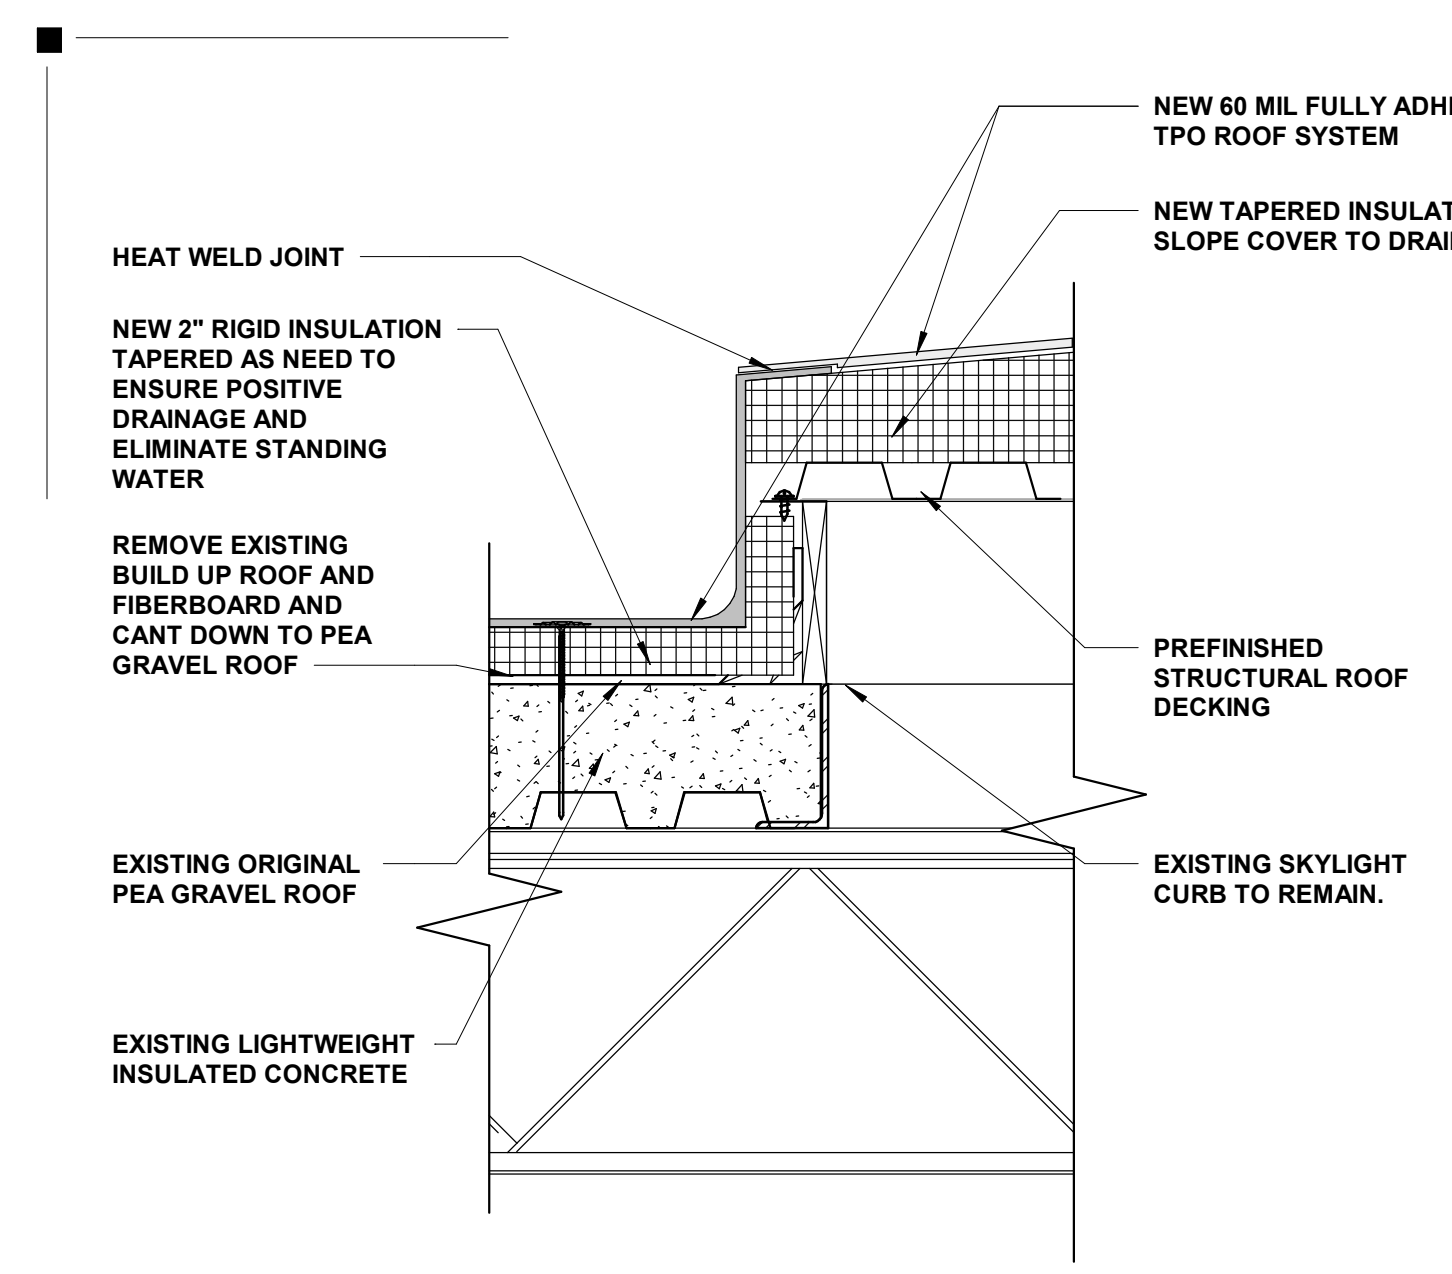 NEW 60 MIL FULLY
TPO ROOF SYSTEM
NEW TAPERED
SLOPE COVER TO
HEAT WELD JOINT
NEW 2" RIGID INSULATION
TAPERED AS NEED TO
ENSURE POSITIVE
DRAINAGE AND
ELIMINATE STANDING
WATER
REMOVE EXISTING
BUILD UP ROOF AND
FIBERBOARD AND
CANT DOWN TO PEA
GRAVEL ROOF
PREFINISHED
STRUCTURAL ROOF
DECKING
EXISTING ORIGINAL
PEA GRAVEL ROOF
EXISTING SKYLIGHT
CURB TO REMAIN.
EXISTING LIGHTWEIGHT
INSULATED CONCRETE